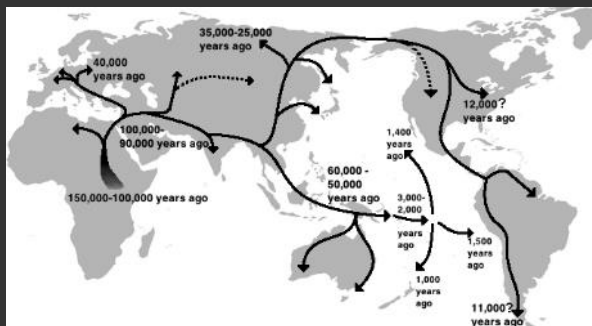 35,000-25,000
years ago
40,000
years ago
100,000-
90,000 years ago
150,000-100,000 years ago
60,000 -
50,000
years ago
1,400
years
ago
3,000-
2,000
years
ago
1,500
years
ago
1,000
years
ago
12,000?
years ago
11,000?
years ago